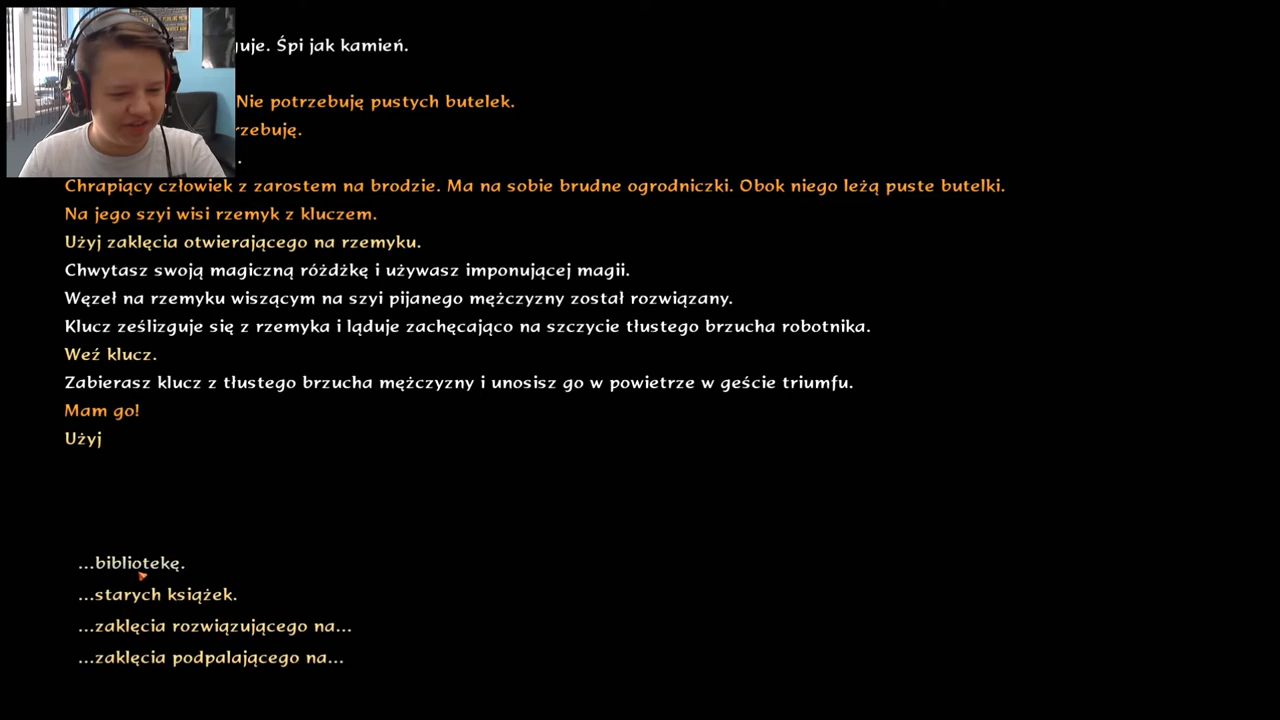 Śpi jak kamień.
Nie potrzebuję pustych butelek.
Chrapiący człowiek z zarostem na brodzie. Ma na sobie brudne ogrodniczki. Obok niego leżą puste butelki.
Na jego szyi wisi rzemyk z kluczem.
Użyj zaklęcia otwierającego na rzemyku.
Chwytasz swoją magiczną różdżkę i używasz imponującej magii.
Węzeł na rzemyku wiszącym na szyi pijanego mężczyzny został rozwiązany.
Klucz ześlizguje się z rzemyka i ląduje zachęcająco na szczycie tłustego brzucha robotnika.
Weź klucz.
Zabierasz klucz z tłustego brzucha mężczyzny i unosisz go w powietrze w geście triumfu.
Mam go!
Użyj
...bibliotekę.
...starych książek.
...zaklęcia rozwiązującego na...
...zaklęcia podpalającego na...